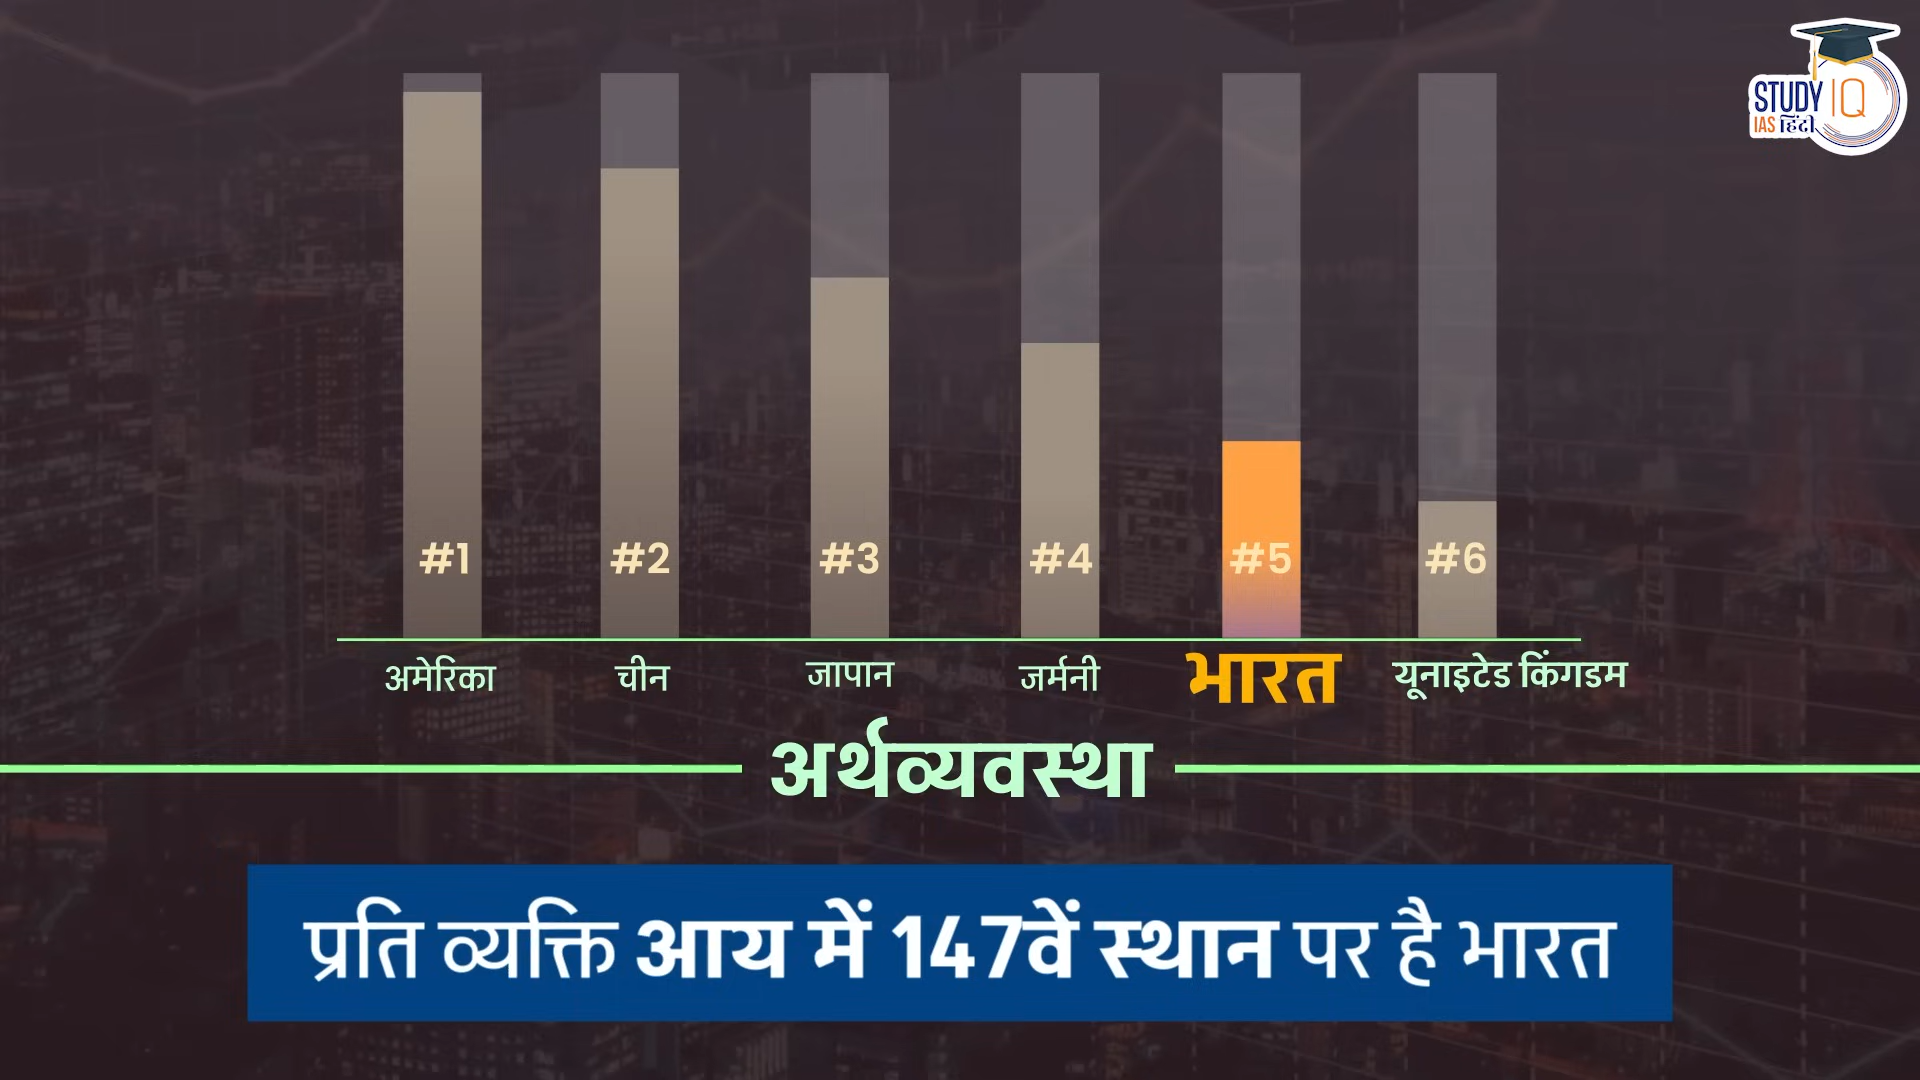 STUDY IQ
IAS हिंदी
#1 #2 #3 #4 #5 #6
अमेरिका चीन जापान जर्मनी भारत यूनाइटेड किंगडम
अर्थव्यवस्था
प्रति व्यक्ति आय में 147वें स्थान पर है भारत